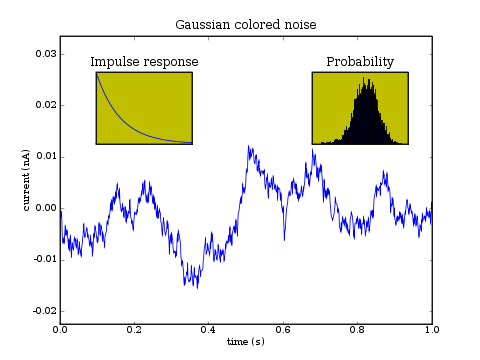 Gaussian colored noise
Impulse response
Probability
0.03
0.02
0.01
0.00
-0.01
-0.02
current (nA)
0.0 0.2 0.4 0.6 0.8 1.0
time (s)